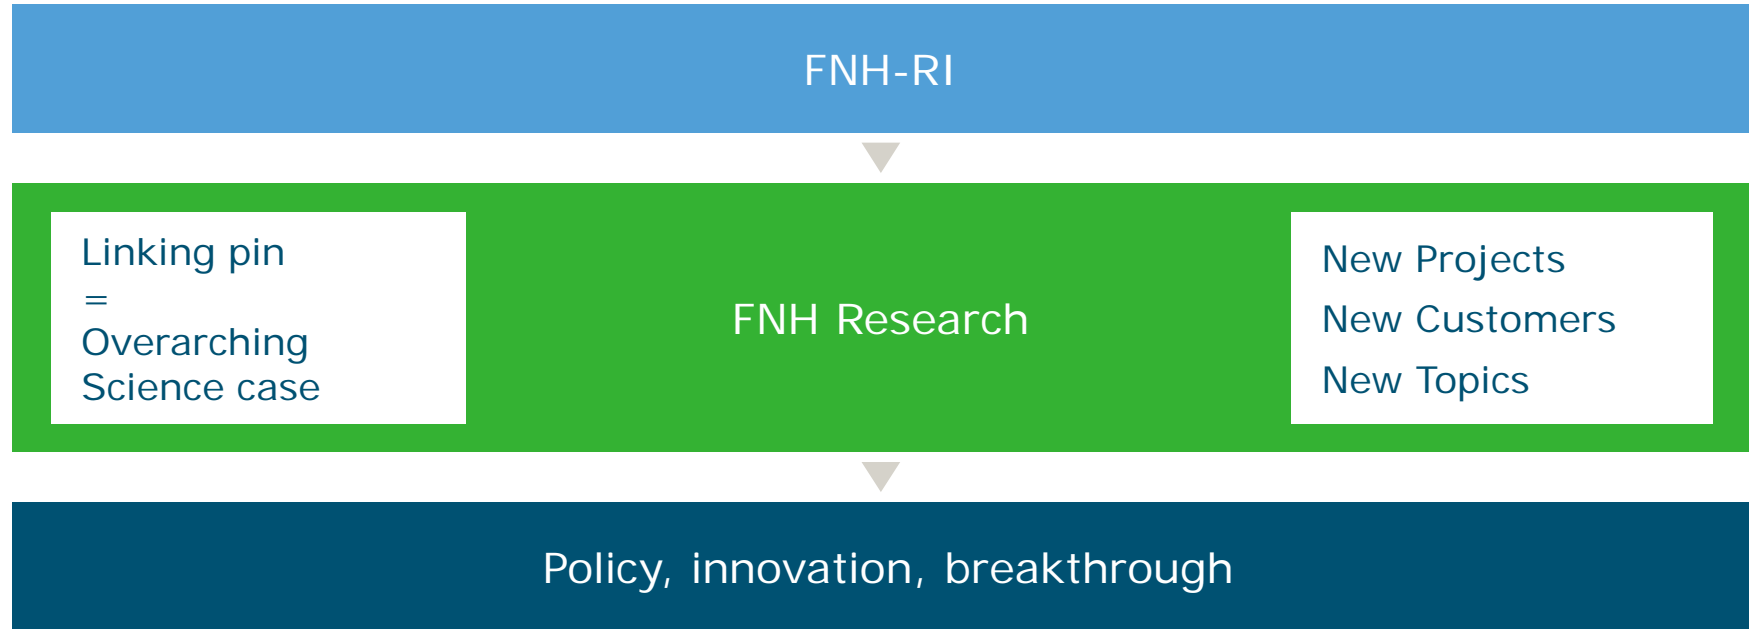 FNH-RI
Linking pin
=
Overarching
Science case
FNH Research
New Projects
New Customers
New Topics
Policy, innovation, breakthrough